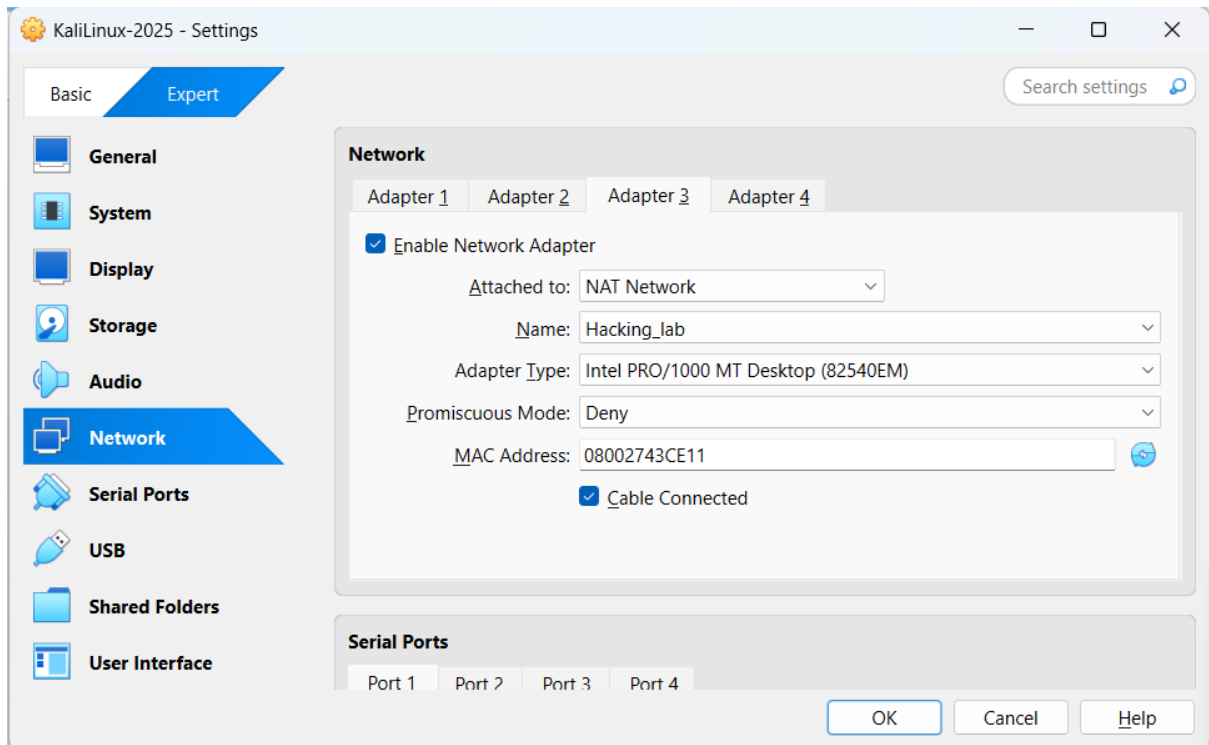 KaliLinux-2025 - Settings
Basic
Expert
Search settings
General
System
Display
Storage
Audio
Network
Serial Ports
USB
Shared Folders
User Interface
Network
Adapter 1
Adapter 2
Adapter 3
Adapter 4
Enable Network Adapter
Attached to: NAT Network
Name: Hacking_lab
Adapter Type: Intel PRO/1000 MT Desktop (82540EM)
Promiscuous Mode: Deny
MAC Address: 08002743CE11
Cable Connected
Serial Ports
Port 1
Port 2
Port 3
Port 4
OK
Cancel
Help